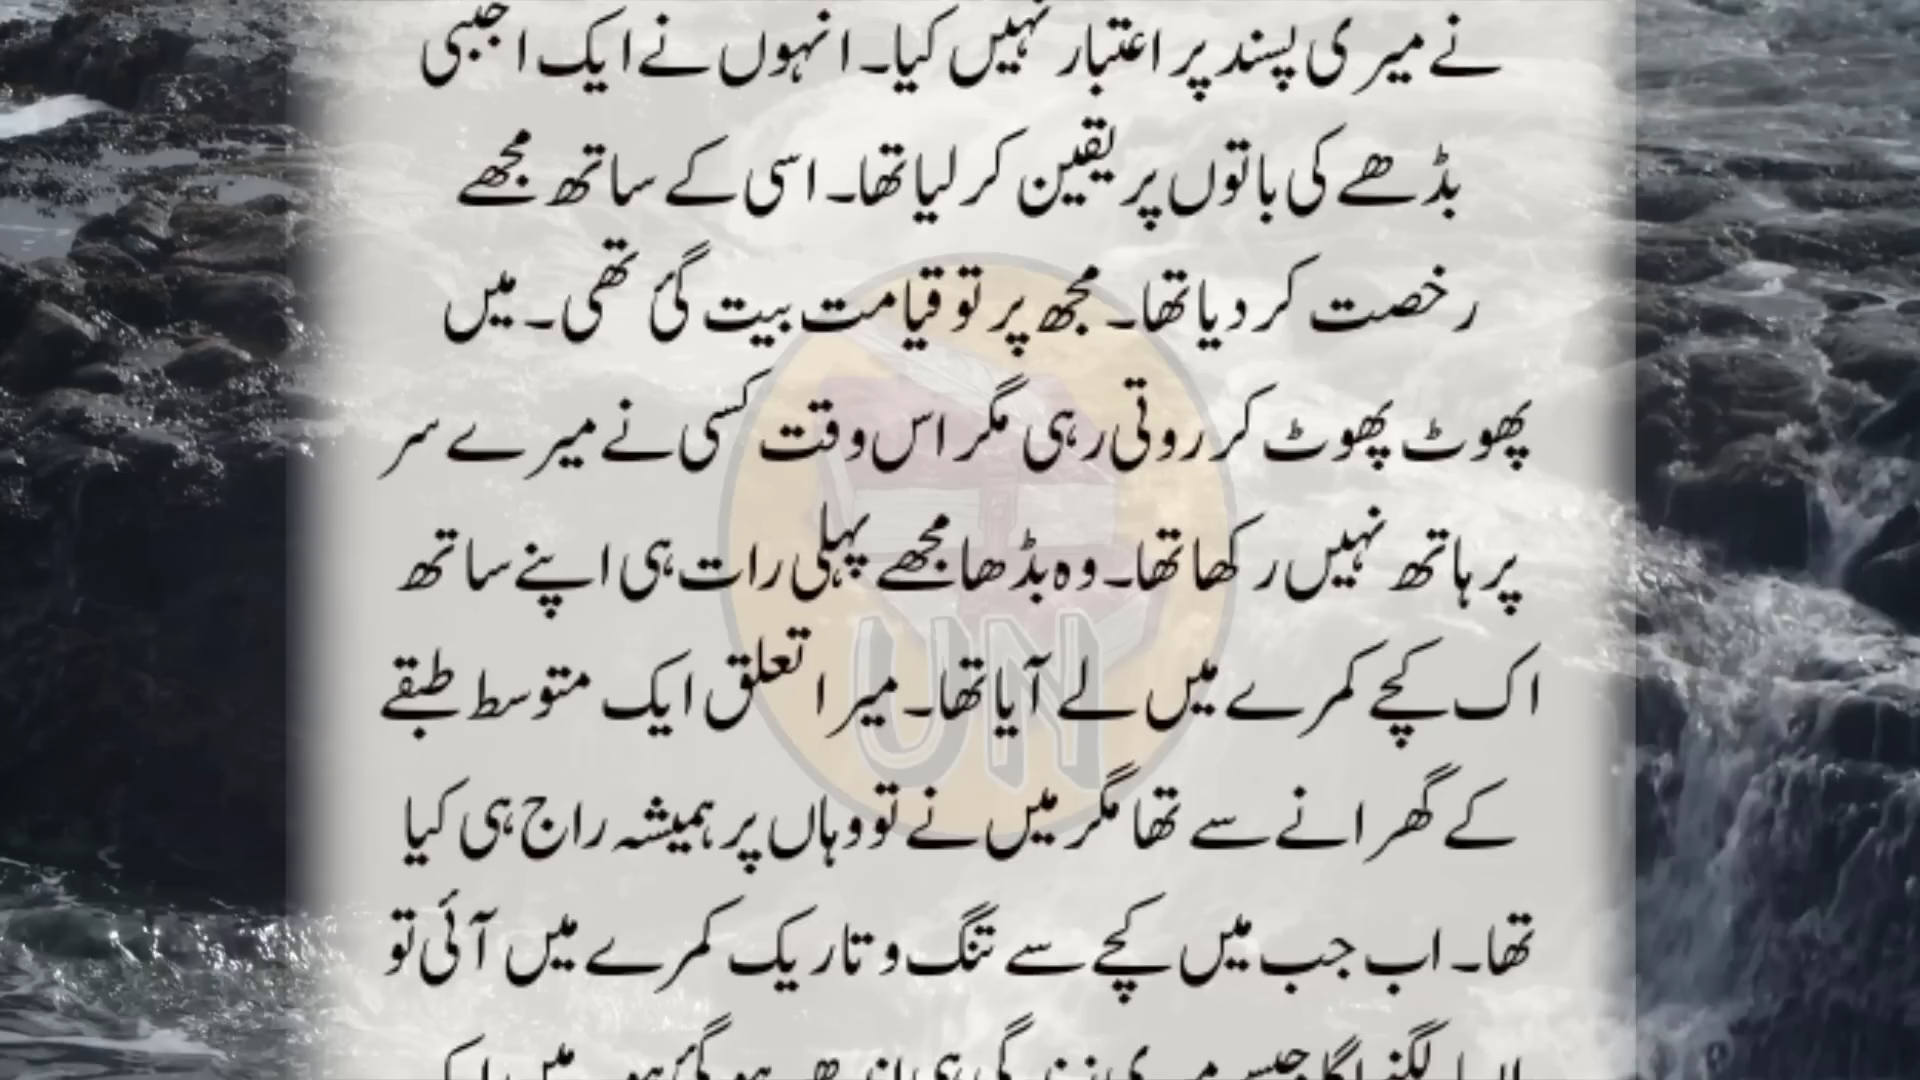 نے میری پسند پر اعتبار نہیں کیا۔ انہوں نے ایک اجنبی
بڈھے کی باتوں پر یقین کر لیا تھا۔ اسی کے ساتھ مجھے
رخصت کر دیا تھا۔ مجھ پر تو قیامت بیت گئی تھی۔ میں
پھوٹ پھوٹ کر روتی رہی مگر اس وقت کسی نے میرے سر
پر ہاتھ نہیں رکھا تھا۔ وہ بڈھا مجھے پہلی رات ہی اپنے ساتھ
اک کچے کمرے میں لے آیا تھا۔ میرا تعلق ایک متوسط طبقے
UN
کے گھرانے سے تھا مگر میں نے تو وہاں پر ہمیشہ راج ہی کیا
تھا۔ اب جب میں کچے سے تنگ و تاریک کمرے میں آئی تو